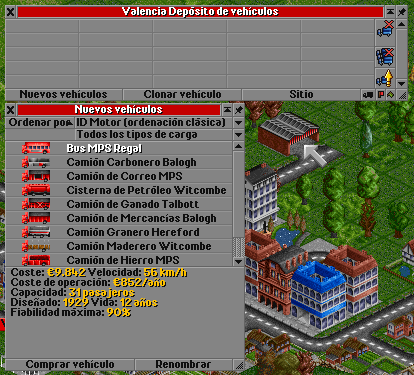 Valencia Depósito de vehículos
Nuevos vehículos
Clonar vehículo
Sitio
Nuevos vehículos
Ordenar por
ID Motor (ordenación clásica)
Todos los tipos de carga
Bus MPS Regal
Camión Carbonero Balogh
Camión de Correo MPS
Cisterna de Petróleo Witcombe
Camión de Ganado Talbott
Camión de Mercancías Balogh
Camión Granero Hereford
Camión Maderero Witcombe
Camión de Hierro MPS
Coste: €9.842 Velocidad: 56 km/h
Coste de operación: €852/año
Capacidad: 31 pasajeros
Diseñado: 1929 Vida: 12 años
Fiabilidad máxima: 90%
Comprar vehículo
Renombrar